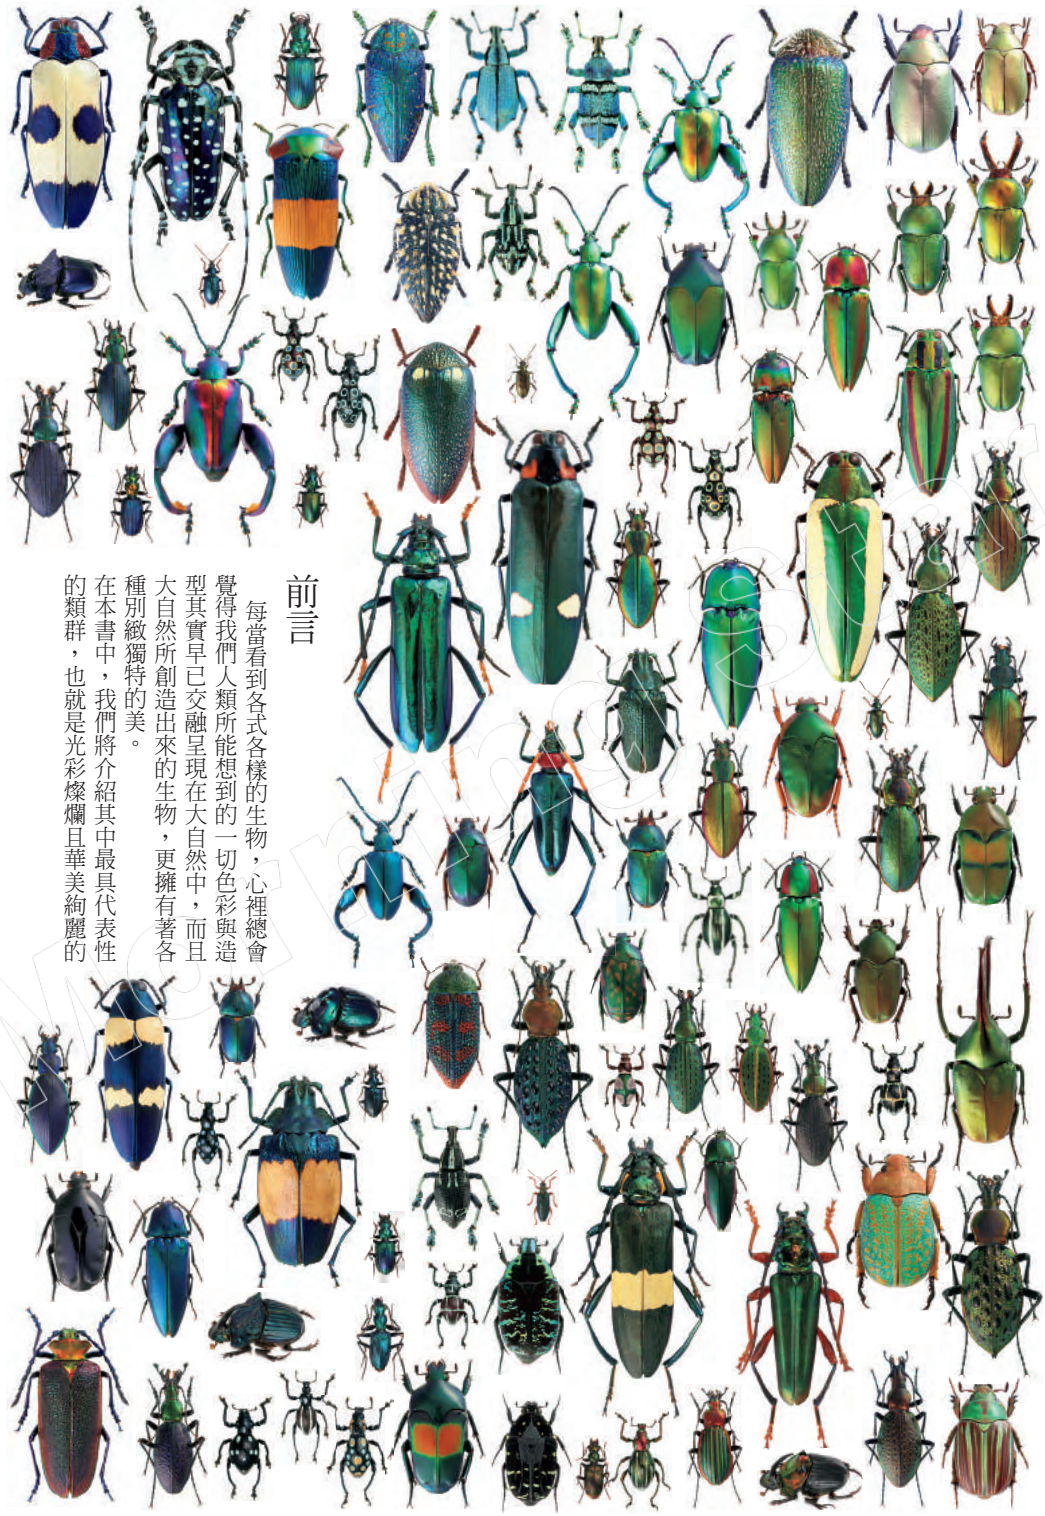 前言
每當看到各式各樣的生物，心裡總會
覺得我們人類所能想到的一切色彩與造
型其實早已交融呈現在大自然中，而且
大自然所創造出來的生物，更擁有著各
種別緻獨特的美。
在本書中，我們將介紹其中最具代表性
的類群，也就是光彩燦爛且華美絢麗的
Morning Star